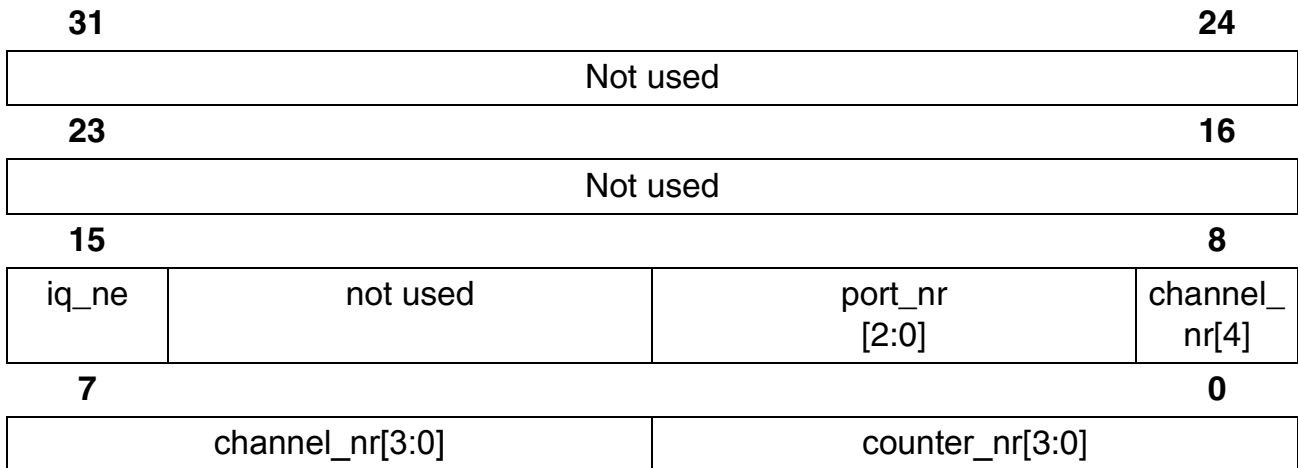 31 24
Not used
23 16
Not used
15 8
iq_ne not used port_nr channel_
[2:0] nr[4]
7 0
channel_nr[3:0] counter_nr[3:0]